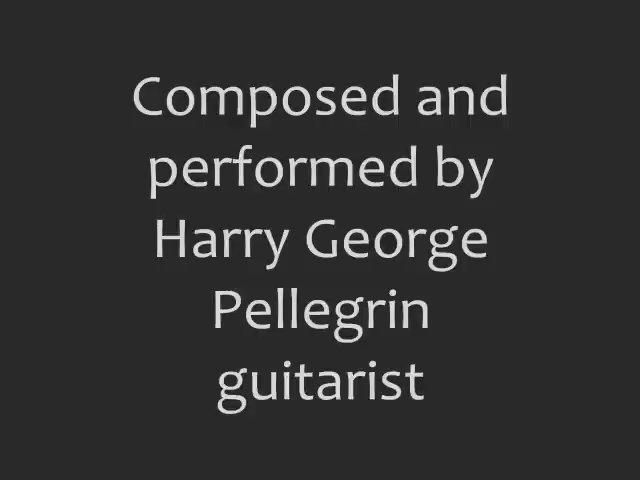 Composed and
performed by
Harry George
Pellegrin
guitarist